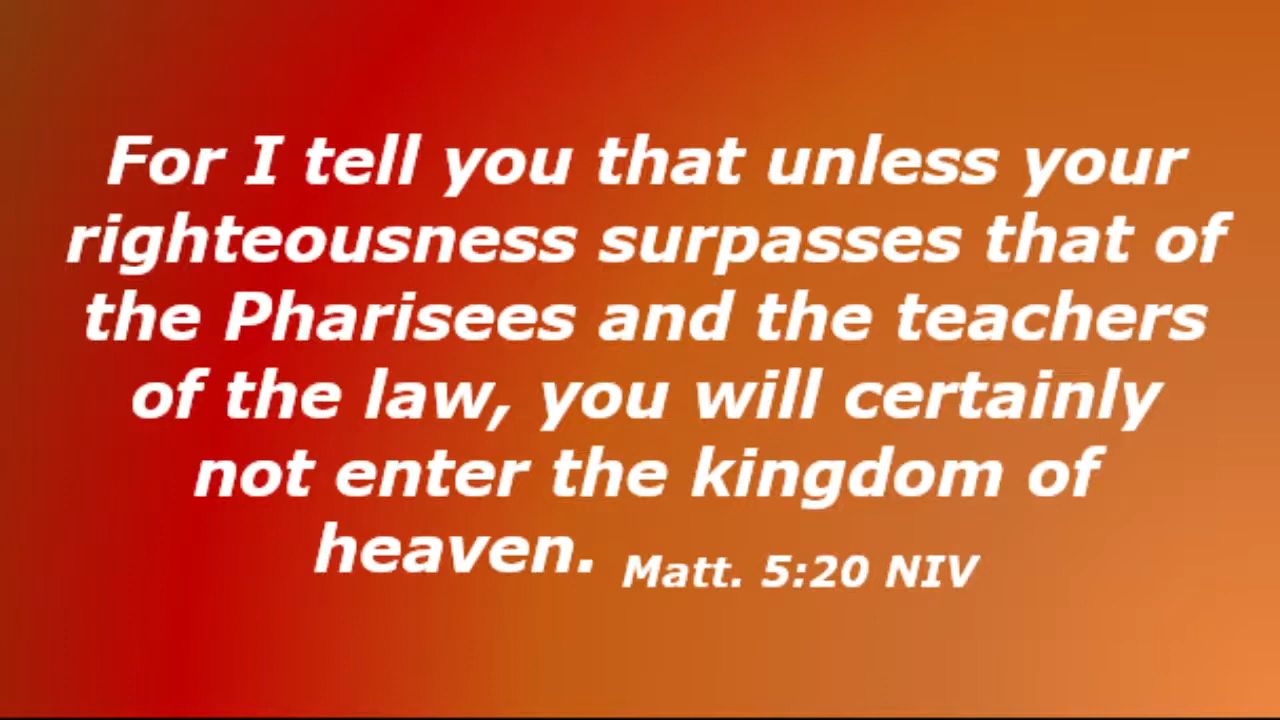 For I tell you that unless your
righteousness surpasses that of
the Pharisees and the teachers
of the law, you will certainly
not enter the kingdom of
heaven. Matt. 5:20 NIV